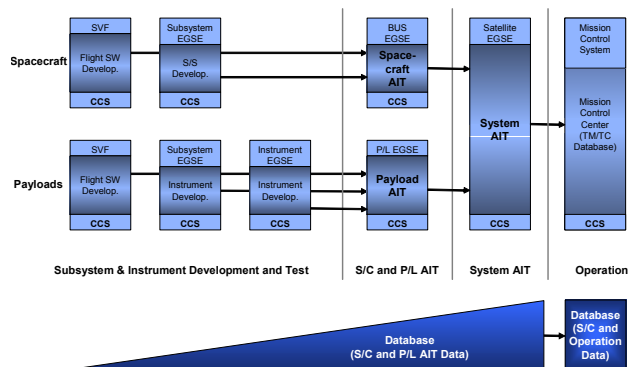 SVF
Flight SW
Develop.
CCS
Subsystem
EGSE
S/S
Develop.
CCS
BUS
EGSE
Space-
craft
AIT
CCS
Satellite
EGSE
System
AIT
CCS
Mission
Control
System
Mission
Control
Center
(TM/TC
Database)
CCS
Spacecraft
Payloads
SVF
Flight SW
Develop.
CCS
Subsystem
EGSE
Instrument
Develop.
CCS
Instrument
EGSE
Instrument
Develop.
CCS
P/L EGSE
Payload
AIT
CCS
Subsystem & Instrument Development and Test
S/C and P/L AIT
System AIT
Operation
Database
(S/C and P/L AIT Data)
Database
(S/C and
Operation
Data)